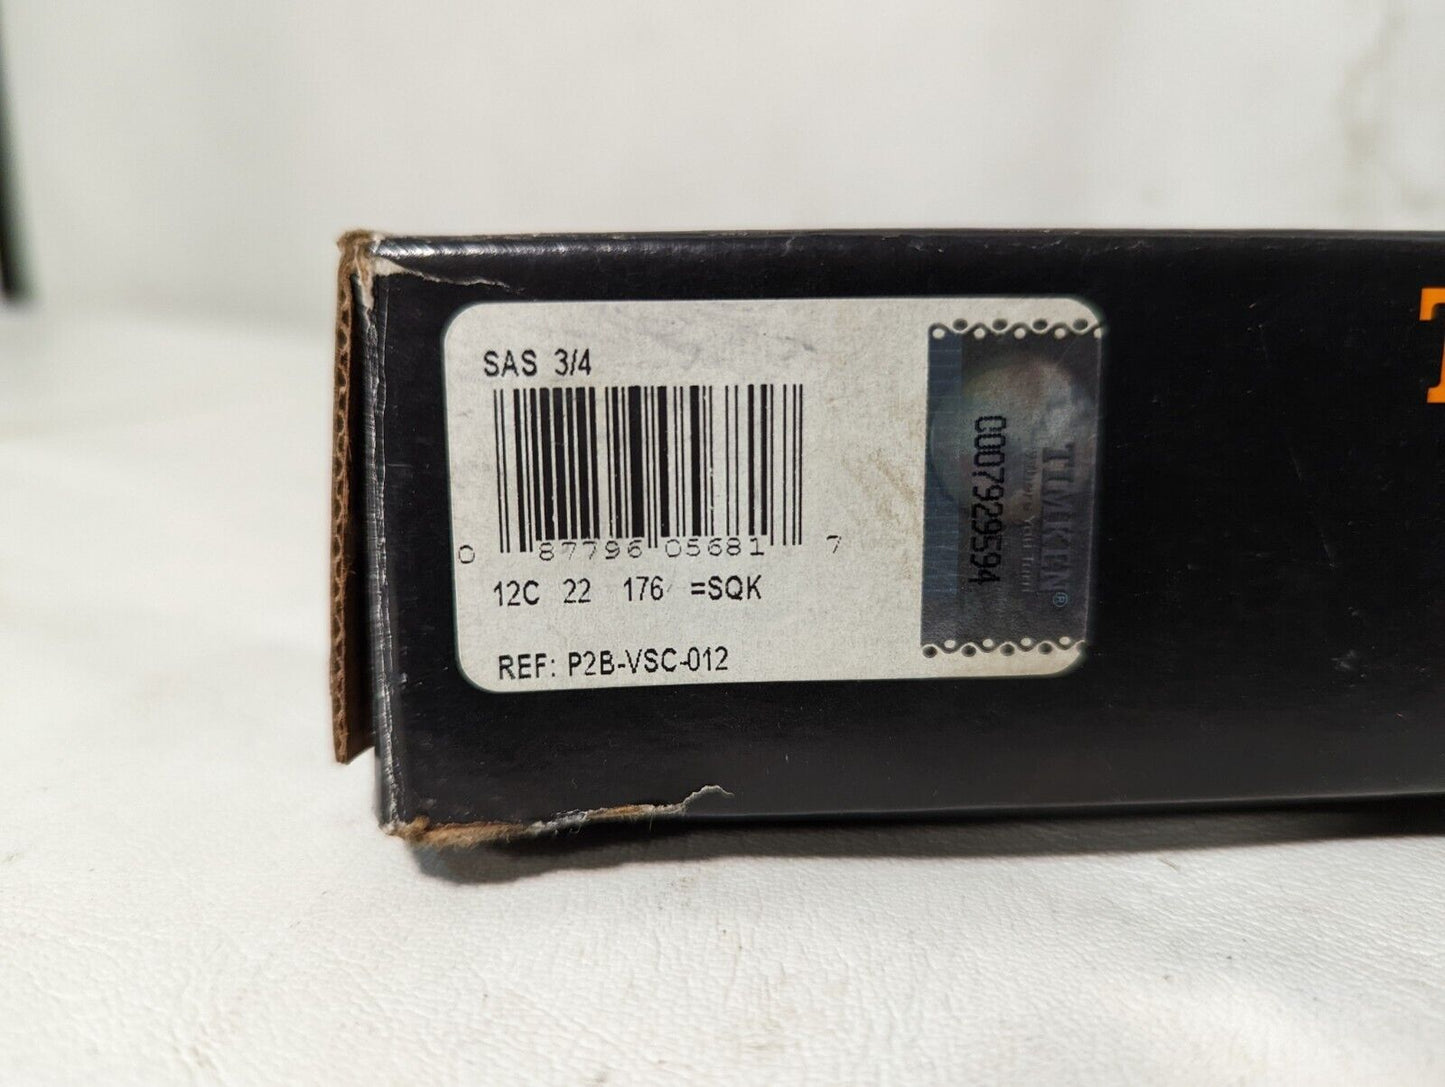 SAS 3/4
0 87796 05681 7
12C 22 176 =SQK
REF: P2B-VSC-012
0007929594
TIMKEN®